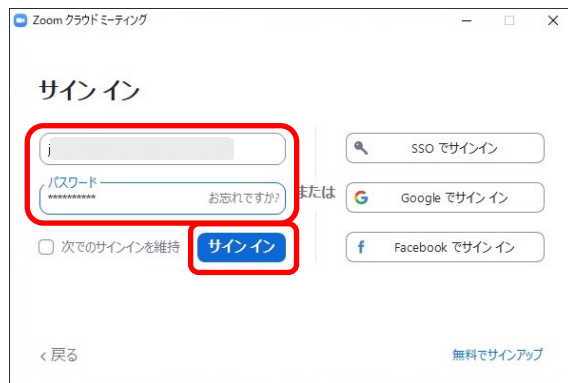 Zoom クラウド ミーティング
サイン イン
j
パスワード
********** お忘れですか?
または
次でのサインインを維持
サイン イン
SSO でサインイン
Google でサイン イン
Facebook でサイン イン
< 戻る
無料でサインアップ